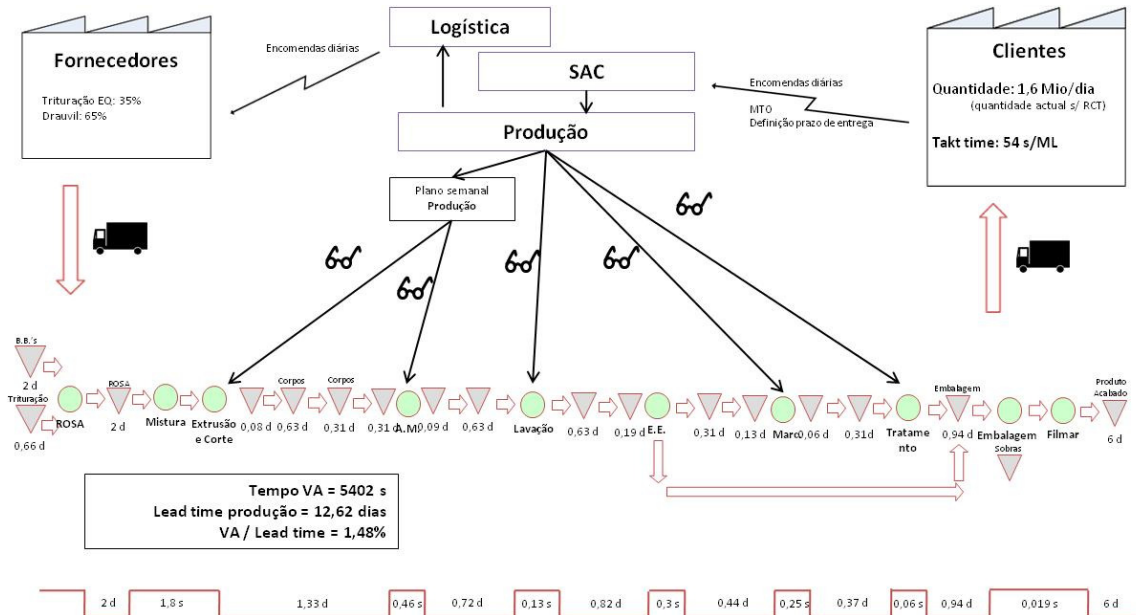 Fornecedores
Trituração EQ: 35%
Drauvil: 65%
Encomendas diárias
Logística
SAC
Produção
Plano semanal
Produção
Encomendas diárias
MTO
Definição prazo de entrega
Clientes
Quantidade: 1,6 Mio/dia
(quantidade actual s/ RCT)
Takt time: 54 s/ML
B.B.'s
2 d
Trituração
0,66 d
ROSA
ROSA
2 d
Mistura
Extrusão
e Corte
0,08 d
Corpos
0,63 d
Corpos
0,31 d
0,31 d
A.M.
0,09 d
0,63 d
Lavação
0,63 d
0,19 d
E.E.
0,31 d
0,13 d
Marc.
0,06 d
0,31 d
Tratame
nto
Embalagem
0,94 d
Embalagem
Sobras
Filmar
Produto
Acabado
6 d
Tempo VA = 5402 s
Lead time produção = 12,62 dias
VA / Lead time = 1,48%
2 d
1,8 s
1,33 d
0,46 s
0,72 d
0,13 s
0,82 d
0,3 s
0,44 d
0,25 s
0,37 d
0,06 s
0,94 d
0,019 s
6 d